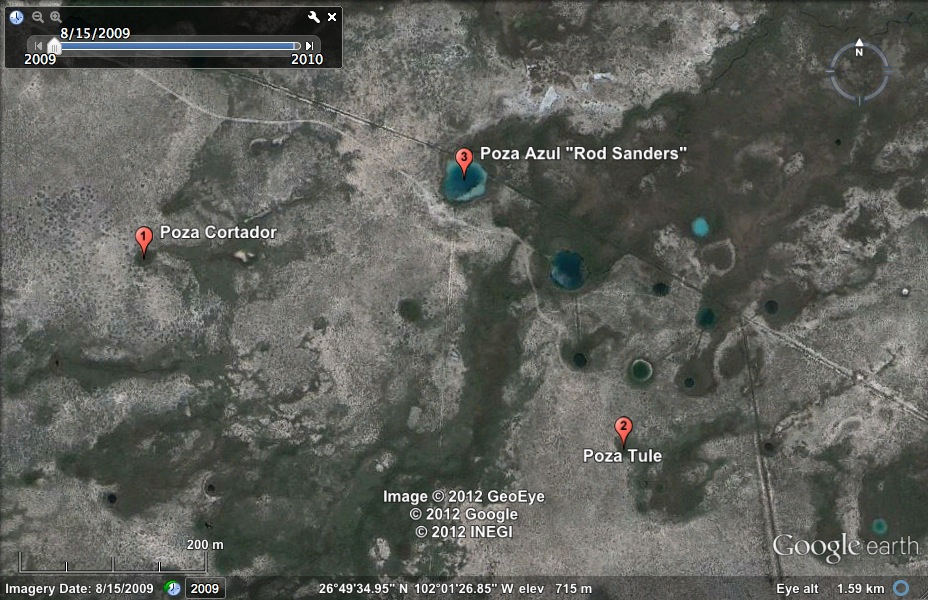 8/15/2009
2009 2010
N
3 Poza Azul "Rod Sanders"
1 Poza Cortador
2
Poza Tule
Image © 2012 GeoEye
© 2012 Google
© 2012 INEGI
200 m
Google earth
Imagery Date: 8/15/2009 2009 26°49'34.95" N 102°01'26.85" W elev 715 m Eye alt 1.59 km